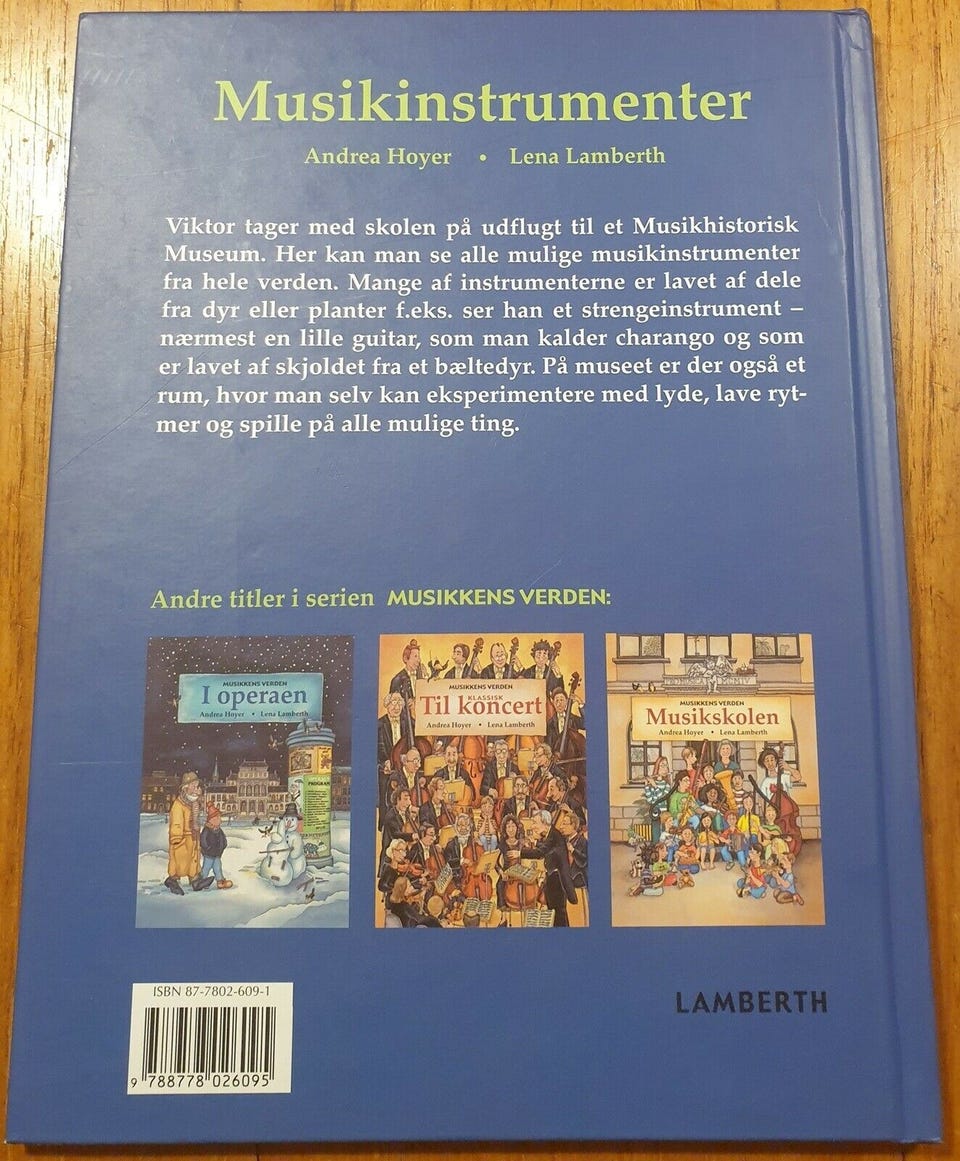 Musikinstrumenter
Andrea Hoyer • Lena Lamberth
Viktor tager med skolen på udflugt til et Musikhistorisk
Museum. Her kan man se alle mulige musikinstrumenter
fra hele verden. Mange af instrumenterne er lavet af dele
fra dyr eller planter f.eks. ser han et strengeinstrument –
nærmest en lille guitar, som man kalder charango og som
er lavet af skjoldet fra et bæltedyr. På museet er der også et
rum, hvor man selv kan eksperimentere med lyde, lave ryt-
mer og spille på alle mulige ting.
Andre titler i serien MUSIKKENS VERDEN:
MUSIKKENS VERDEN
I operaen
Andrea Hoyer • Lena Lamberth
PROGRAM
MUSIKKENS VERDEN
KLASSISK
Til koncert
Andrea Hoyer • Lena Lamberth
MUSIKKENS VERDEN
Musikskolen
Andrea Hoyer • Lena Lamberth
ISBN 87-7802-609-1
9 788778 026095
LAMBERTH